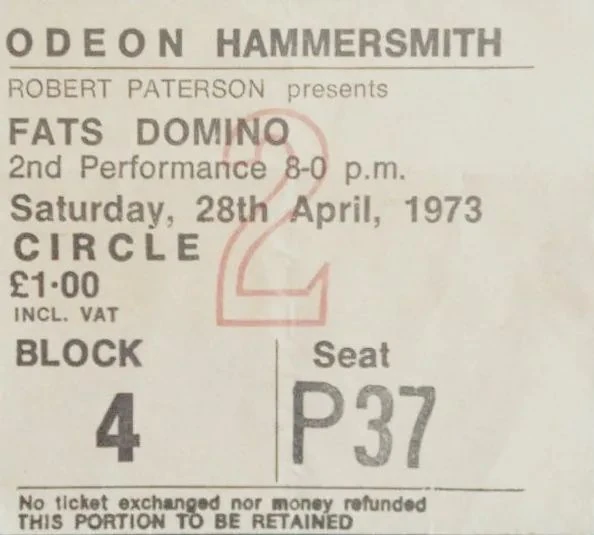 ODEON HAMMERSMITH
ROBERT PATERSON presents
FATS DOMINO
2nd Performance 8-0 p.m.
Saturday, 28th April, 1973
CIRCLE
£1·00
INCL. VAT
2
BLOCK
4
Seat
P37
No ticket exchanged nor money refunded
THIS PORTION TO BE RETAINED